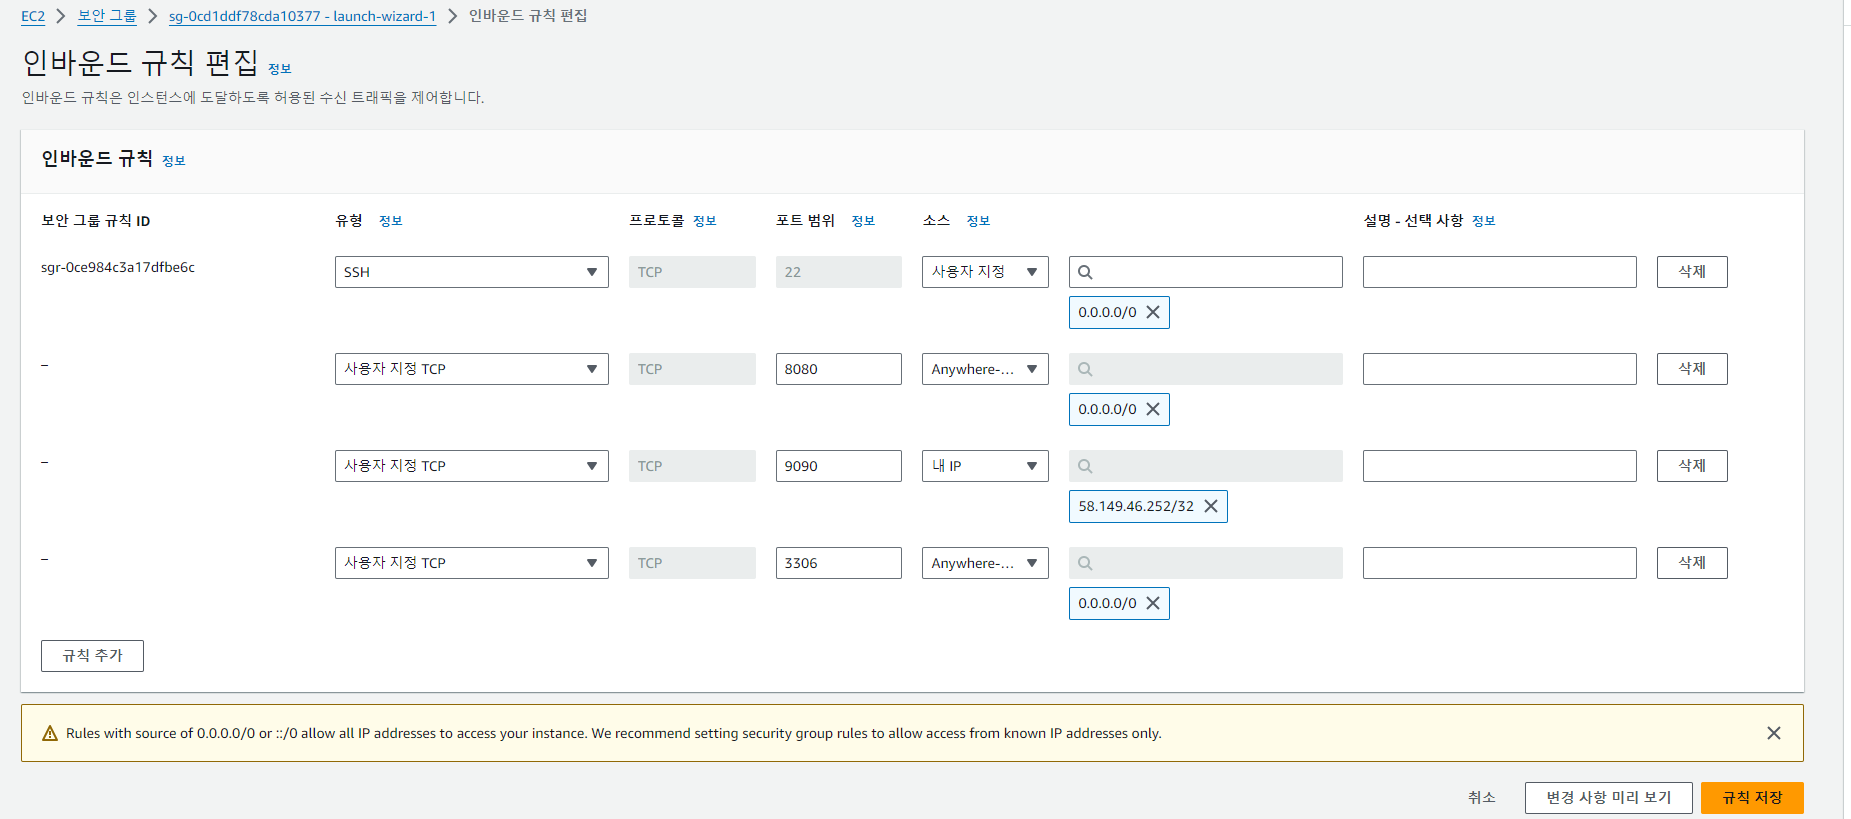 EC2 > 보안 그룹 > sg-0cd1ddf78cda10377 - launch-wizard-1 > 인바운드 규칙 편집
인바운드 규칙 편집 정보
인바운드 규칙은 인스턴스에 도달하도록 허용된 수신 트래픽을 제어합니다.
인바운드 규칙 정보
보안 그룹 규칙 ID 유형 정보 프로토콜 정보 포트 범위 정보 소스 정보 설명 - 선택 사항 정보
sgr-0ce984c3a17dfbe6c SSH TCP 22 사용자 지정 삭제
0.0.0.0/0
– 사용자 지정 TCP TCP 8080 Anywhere-... 삭제
0.0.0.0/0
– 사용자 지정 TCP TCP 9090 내 IP 삭제
58.149.46.252/32
– 사용자 지정 TCP TCP 3306 Anywhere-... 삭제
0.0.0.0/0
규칙 추가
Rules with source of 0.0.0.0/0 or ::/0 allow all IP addresses to access your instance. We recommend setting security group rules to allow access from known IP addresses only.
취소 변경 사항 미리 보기 규칙 저장